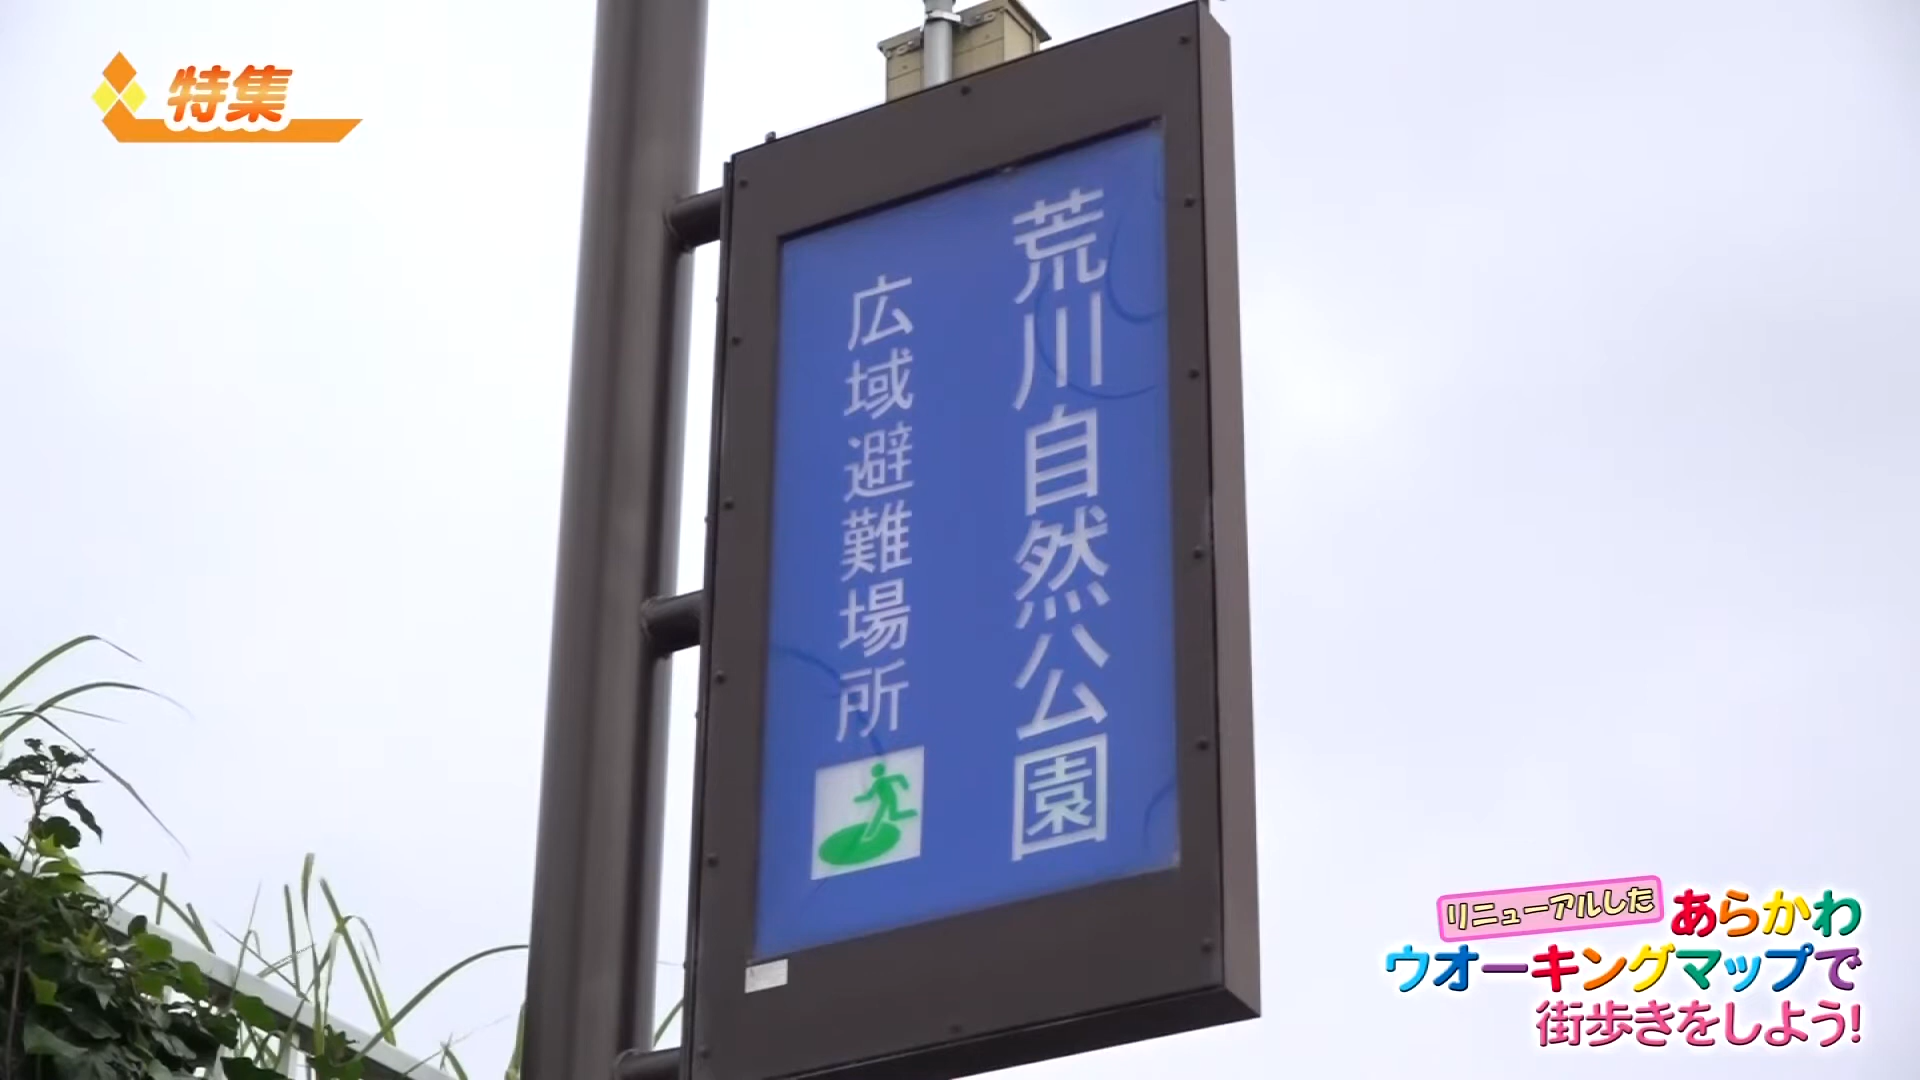 特集
荒川自然公園
広域避難場所
リニューアルした あらかわ
ウオーキングマップで
街歩きをしよう!